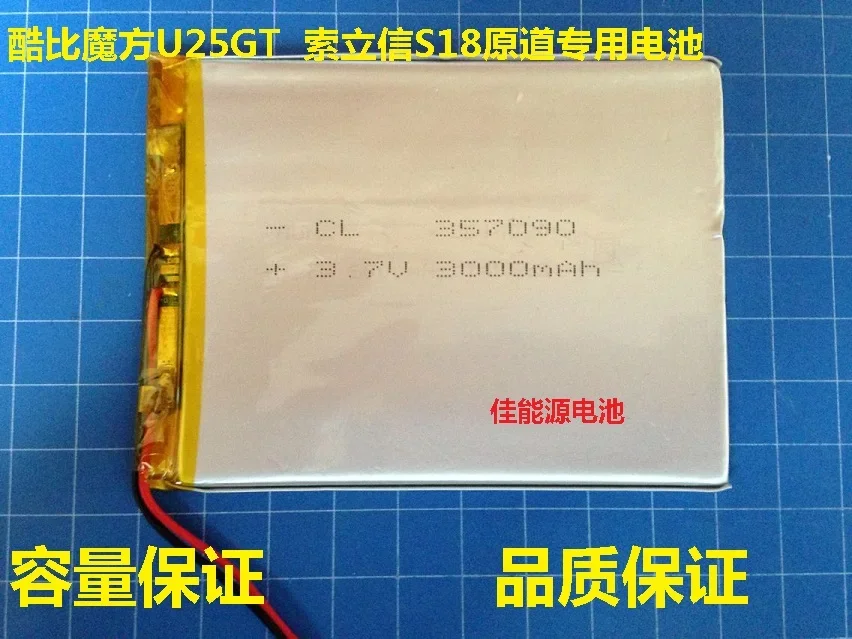 酷比魔方U25GT 索立信S18原道专用电池
- CL 357090
+ 3.7V 3000mAh
佳能源电池
容量保证 品质保证